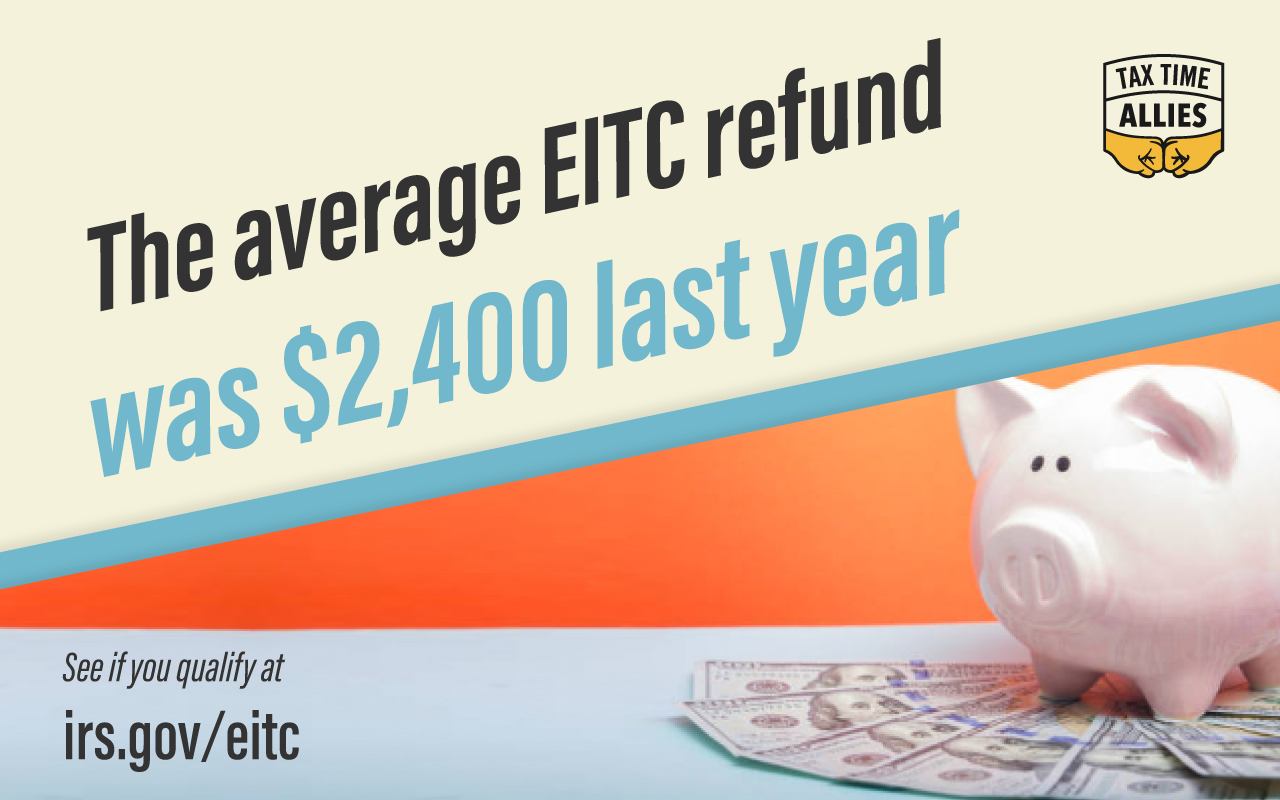 The average EITC refund
was $2,400 last year
TAX TIME
ALLIES
See if you qualify at
irs.gov/eitc